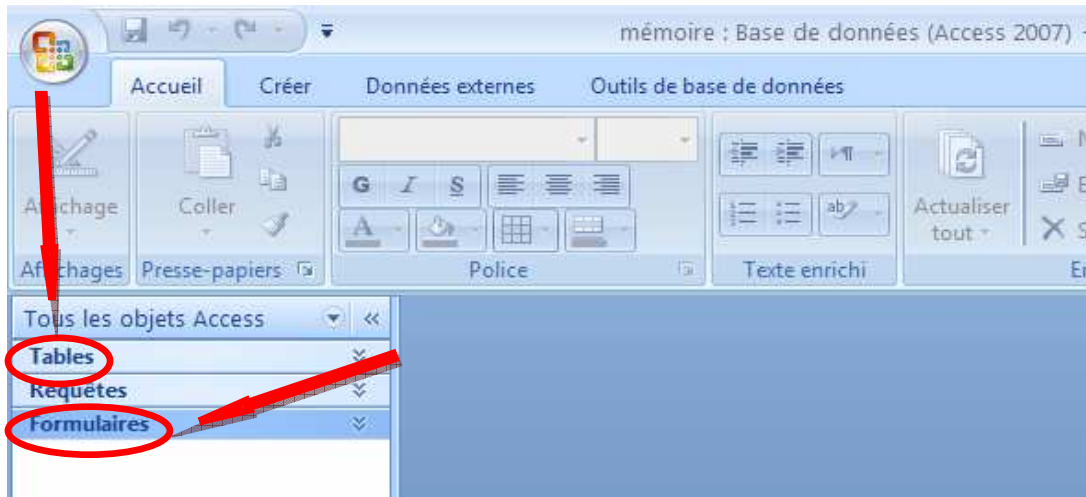 mémoire : Base de données (Access 2007) -
Accueil Créer Données externes Outils de base de données
G I S
A ab
Affichage Coller Actualiser tout
Affichages Presse-papiers Police Texte enrichi
Tous les objets Access
Tables
Requêtes
Formulaires